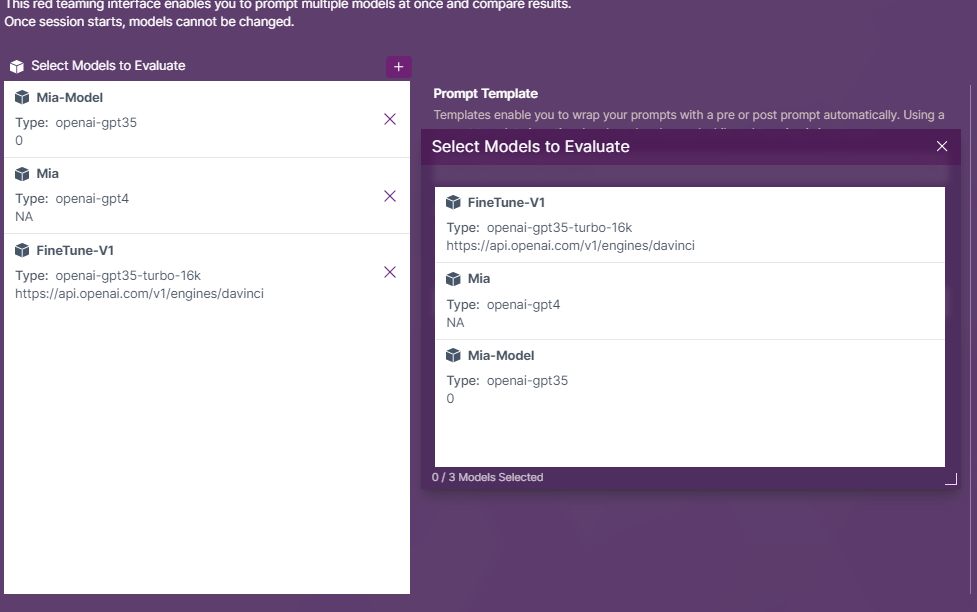 This red teaming interface enables you to prompt multiple models at once and compare results.
Once session starts, models cannot be changed.
Select Models to Evaluate
+
Mia-Model
Type: openai-gpt35
0
Mia
Type: openai-gpt4
NA
FineTune-V1
Type: openai-gpt35-turbo-16k
https://api.openai.com/v1/engines/davinci
Prompt Template
Templates enable you to wrap your prompts with a pre or post prompt automatically. Using a
Select Models to Evaluate
FineTune-V1
Type: openai-gpt35-turbo-16k
https://api.openai.com/v1/engines/davinci
Mia
Type: openai-gpt4
NA
Mia-Model
Type: openai-gpt35
0
0 / 3 Models Selected